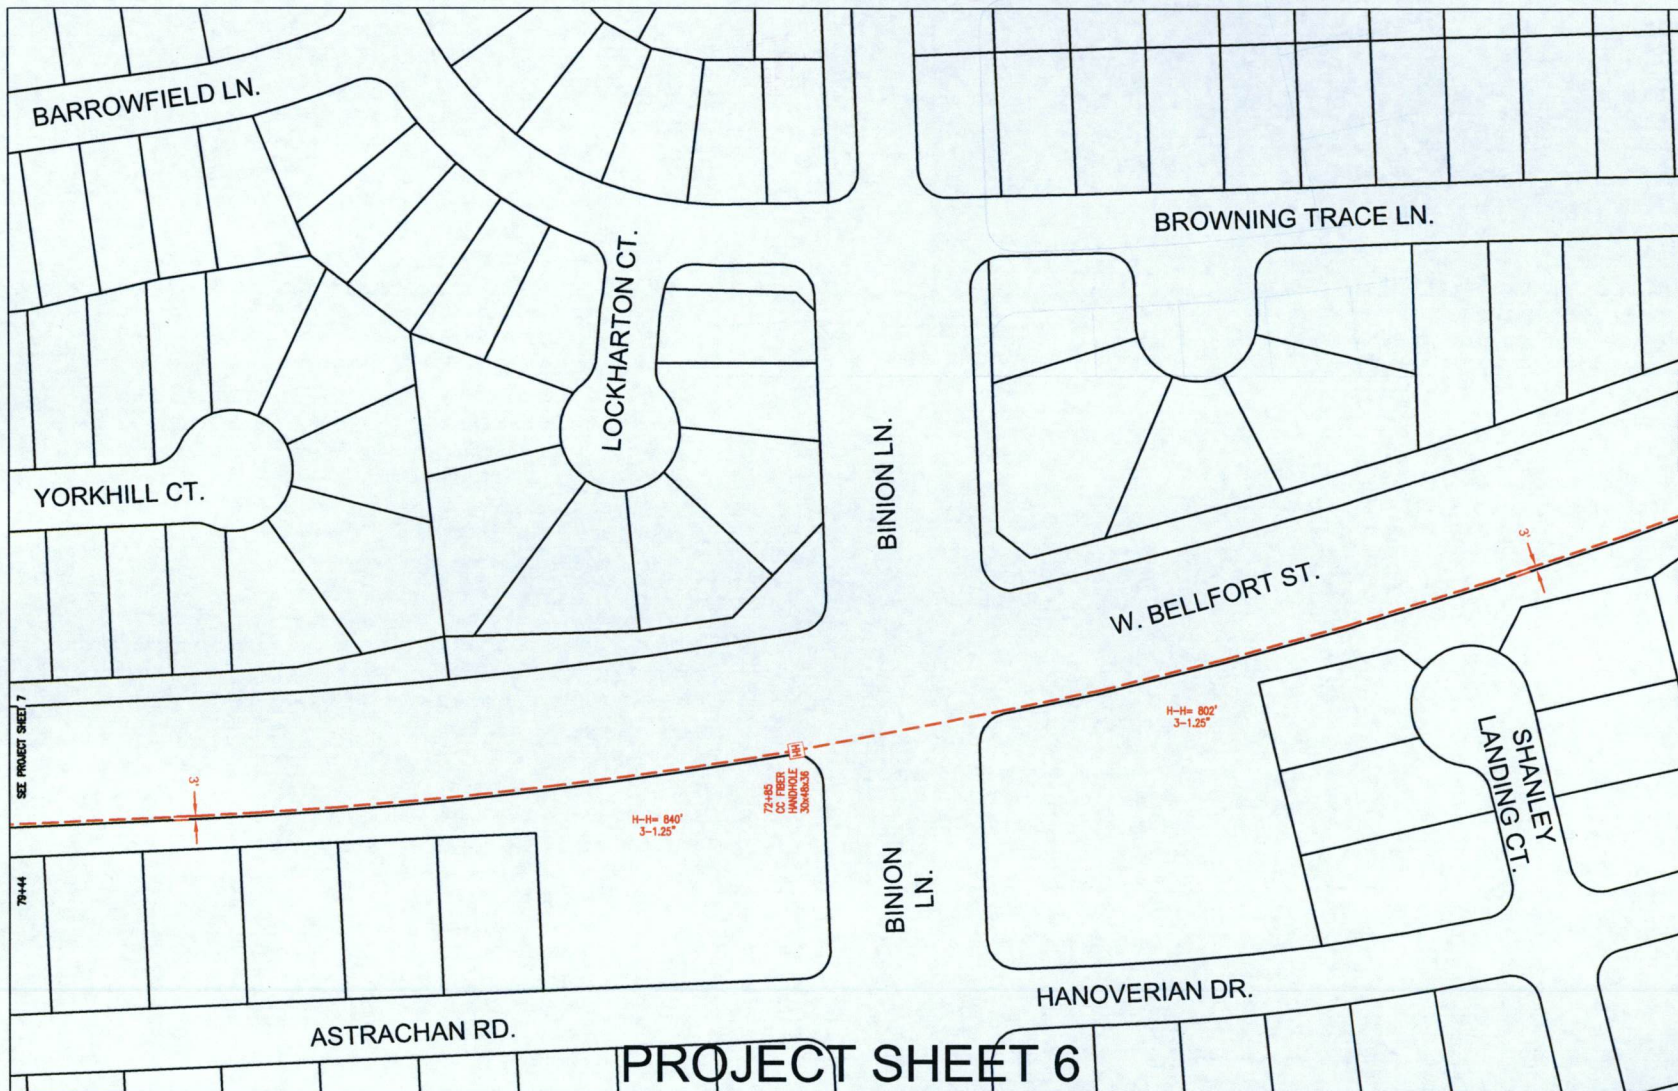 BARROWFIELD LN.
BROWNING TRACE LN.
LOCKHARTON CT.
YORKHILL CT.
BINION LN.
W. BELLFORT ST.
3'
SEE PROJECT SHEET 7
3'
H-H= 802'
3-1.25"
HH
72+85
CC FIBER
HANDHOLE
30x48x36
H-H= 840'
3-1.25"
SHANLEY
LANDING CT.
79+44
BINION
LN.
HANOVERIAN DR.
ASTRACHAN RD.
PROJECT SHEET 6